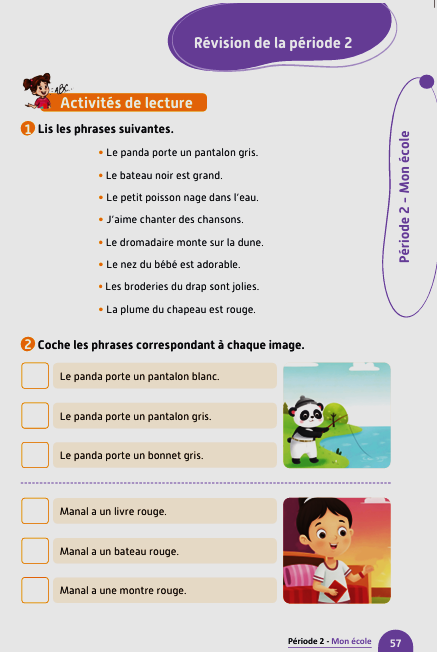 Révision de la période 2
ABC
Activités de lecture
1 Lis les phrases suivantes.
• Le panda porte un pantalon gris.
• Le bateau noir est grand.
• Le petit poisson nage dans l'eau.
• J'aime chanter des chansons.
• Le dromadaire monte sur la dune.
• Le nez du bébé est adorable.
• Les broderies du drap sont jolies.
• La plume du chapeau est rouge.
2 Coche les phrases correspondant à chaque image.
Le panda porte un pantalon blanc.
Le panda porte un pantalon gris.
Le panda porte un bonnet gris.
Manal a un livre rouge.
Manal a un bateau rouge.
Manal a une montre rouge.
Période 2 - Mon école
Période 2 - Mon école
57